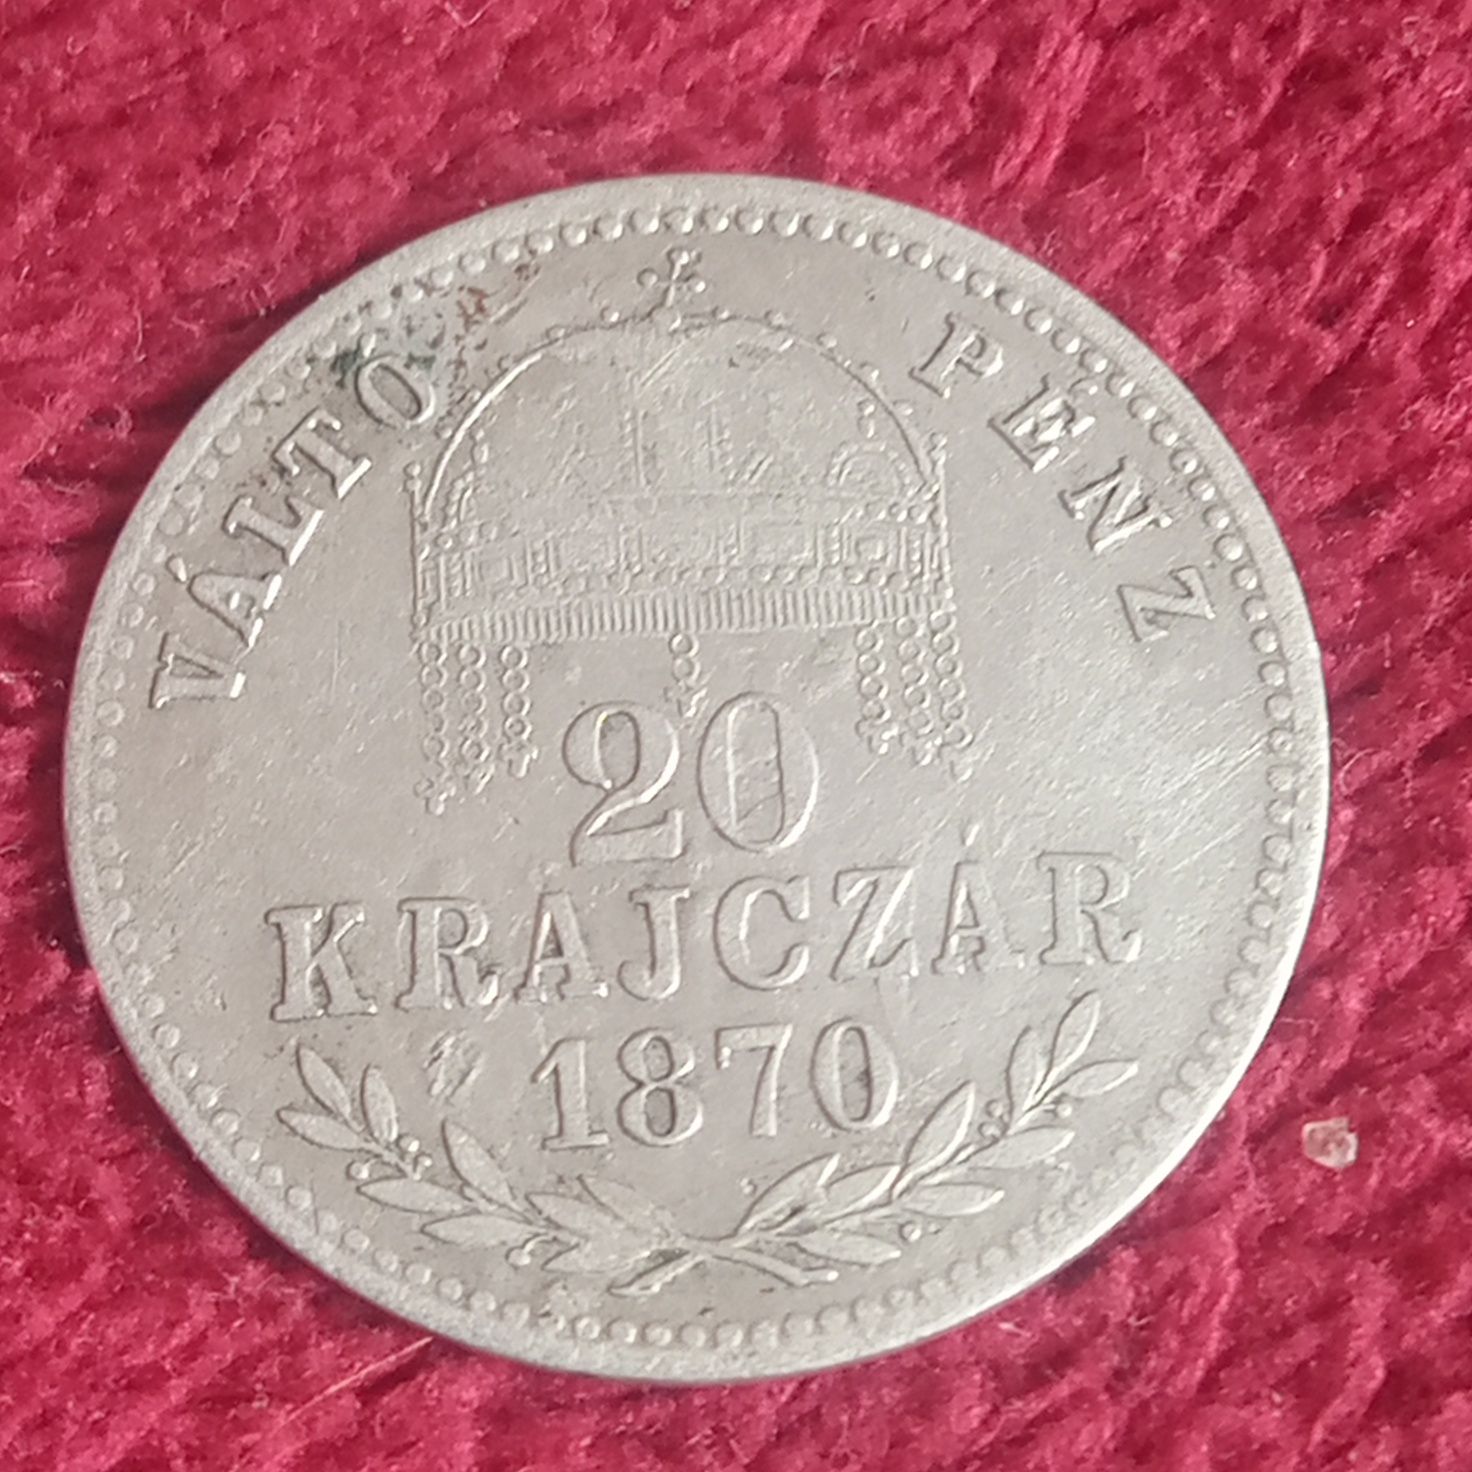 VÁLTÓ PÉNZ
20
KRAJCZÁR
1870